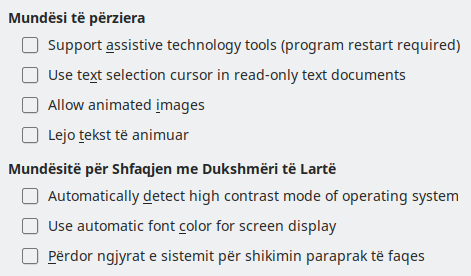 Mundësi të përziera
Support assistive technology tools (program restart required)
Use text selection cursor in read-only text documents
Allow animated images
Lejo tekst të animuar
Mundësitë për Shfaqjen me Dukshmëri të Lartë
Automatically detect high contrast mode of operating system
Use automatic font color for screen display
Përdor ngjyrat e sistemit për shikimin paraprak të faqes